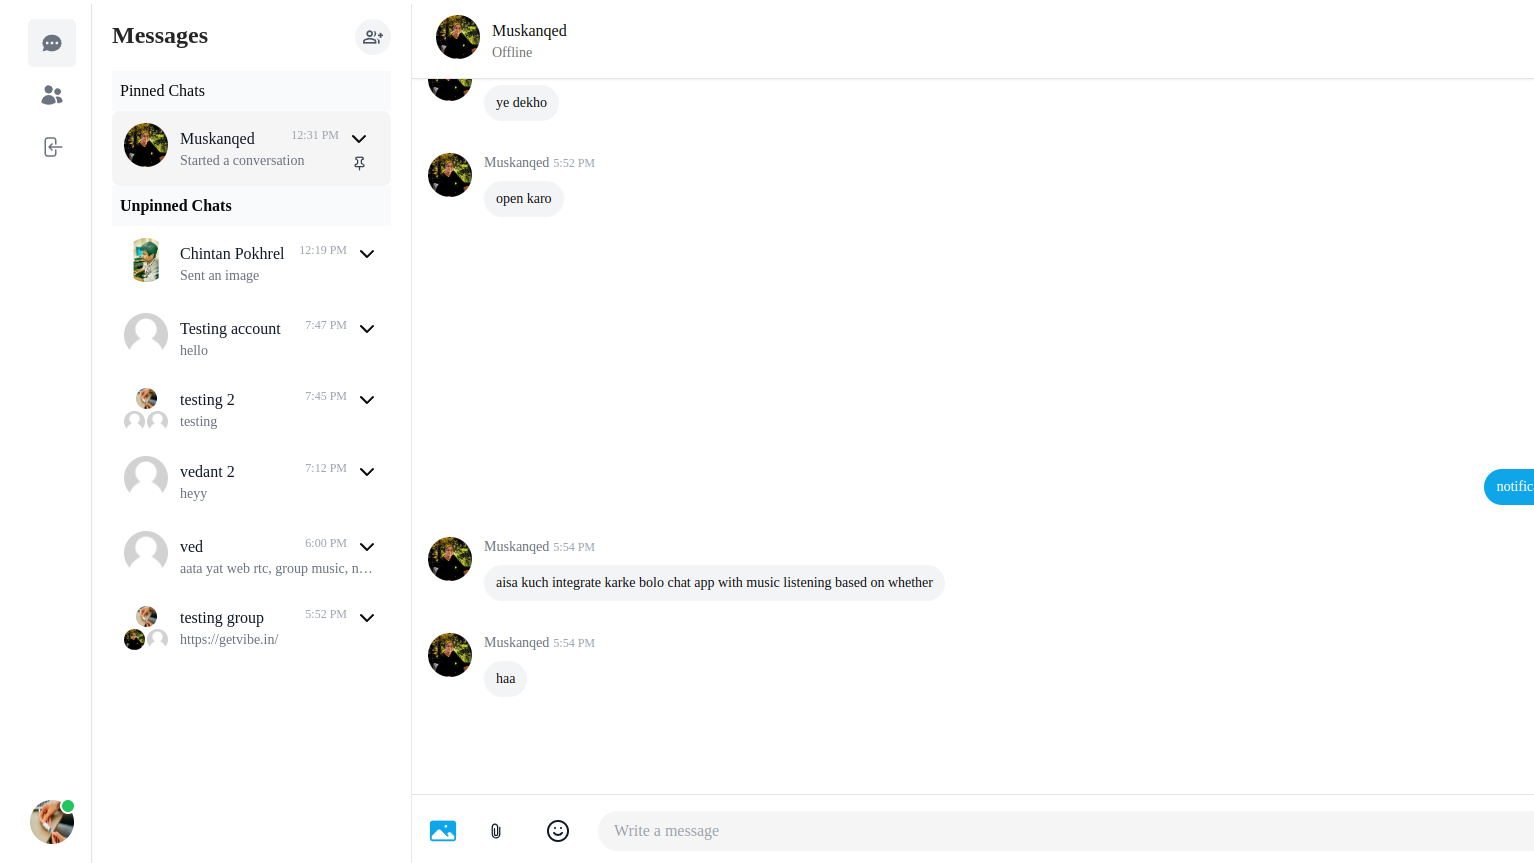 Messages
Pinned Chats
Muskanqed 12:31 PM
Started a conversation
Unpinned Chats
Chintan Pokhrel 12:19 PM
Sent an image
Testing account 7:47 PM
hello
testing 2 7:45 PM
testing
vedant 2 7:12 PM
heyy
ved 6:00 PM
aata yat web rtc, group music, n…
testing group 5:52 PM
https://getvibe.in/
Muskanqed
Offline
ye dekho
Muskanqed 5:52 PM
open karo
notific
Muskanqed 5:54 PM
aisa kuch integrate karke bolo chat app with music listening based on whether
Muskanqed 5:54 PM
haa
Write a message